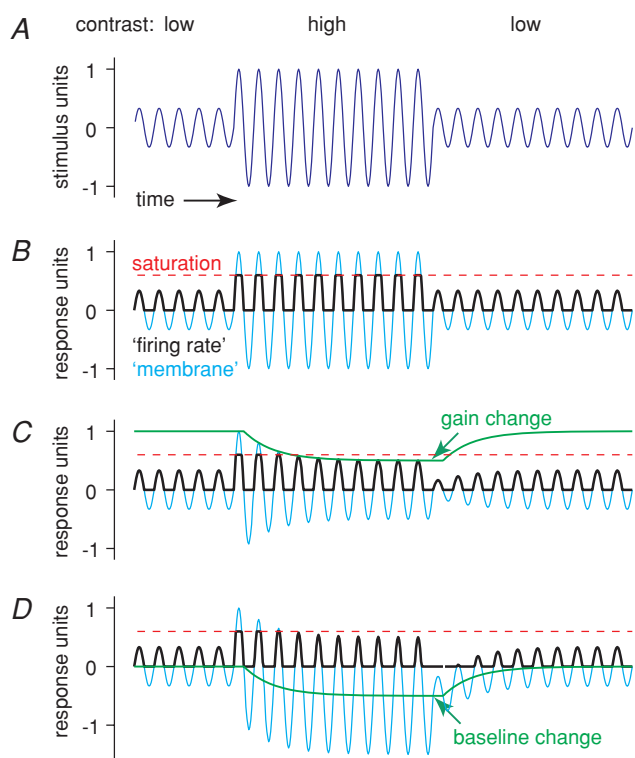 A
contrast: low high low
stimulus units
1
0
-1
time
B
response units
1
0
-1
saturation
'firing rate'
'membrane'
C
response units
1
0
-1
gain change
D
response units
1
0
-1
baseline change